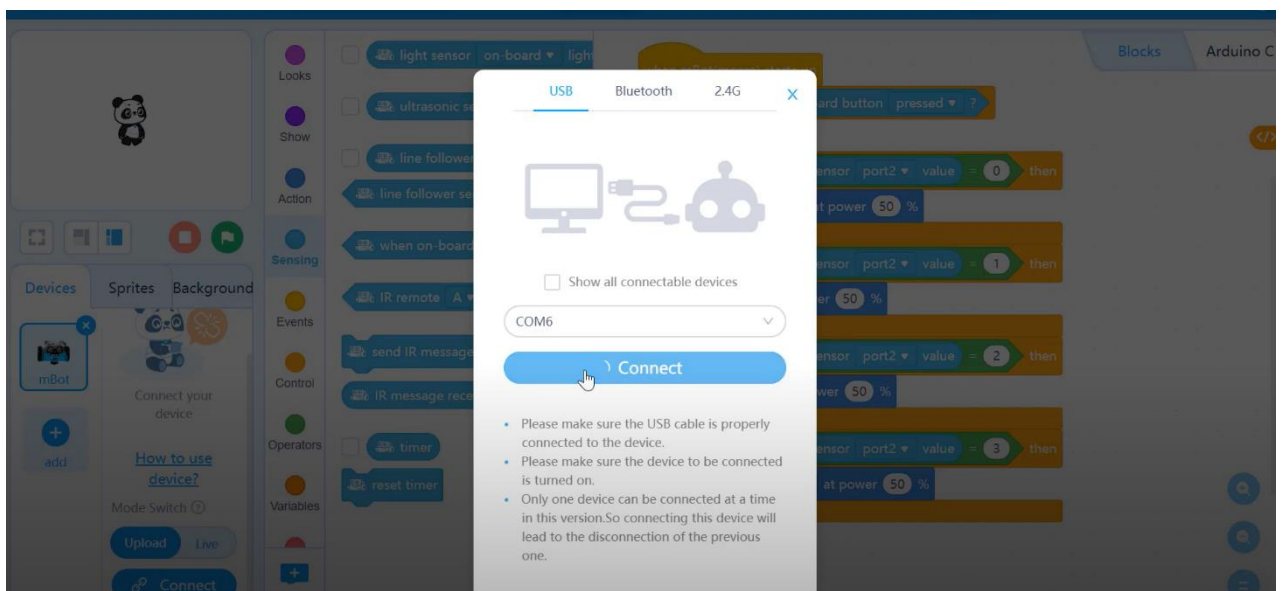 Blocks
Arduino C
USB Bluetooth 2.4G X
Show all connectable devices
COM6
Connect
Please make sure the USB cable is properly
connected to the device.
Please make sure the device to be connected
is turned on.
Only one device can be connected at a time
in this version.So connecting this device will
lead to the disconnection of the previous
one.
Devices Sprites Background
mBot
add
Connect your
device
How to use
device?
Mode Switch ?
Upload Live
Connect
Looks
Show
Action
Sensing
Events
Control
Operators
Variables
light sensor on-board light
ultrasonic se
line follower
line follower se
when on-board
IR remote A
send IR message
IR message rece
timer
reset timer
ard button pressed ?
ensor port2 value = 0 then
t power 50 %
ensor port2 value = 1 then
er 50 %
ensor port2 value = 2 then
wer 50 %
ensor port2 value = 3 then
at power 50 %